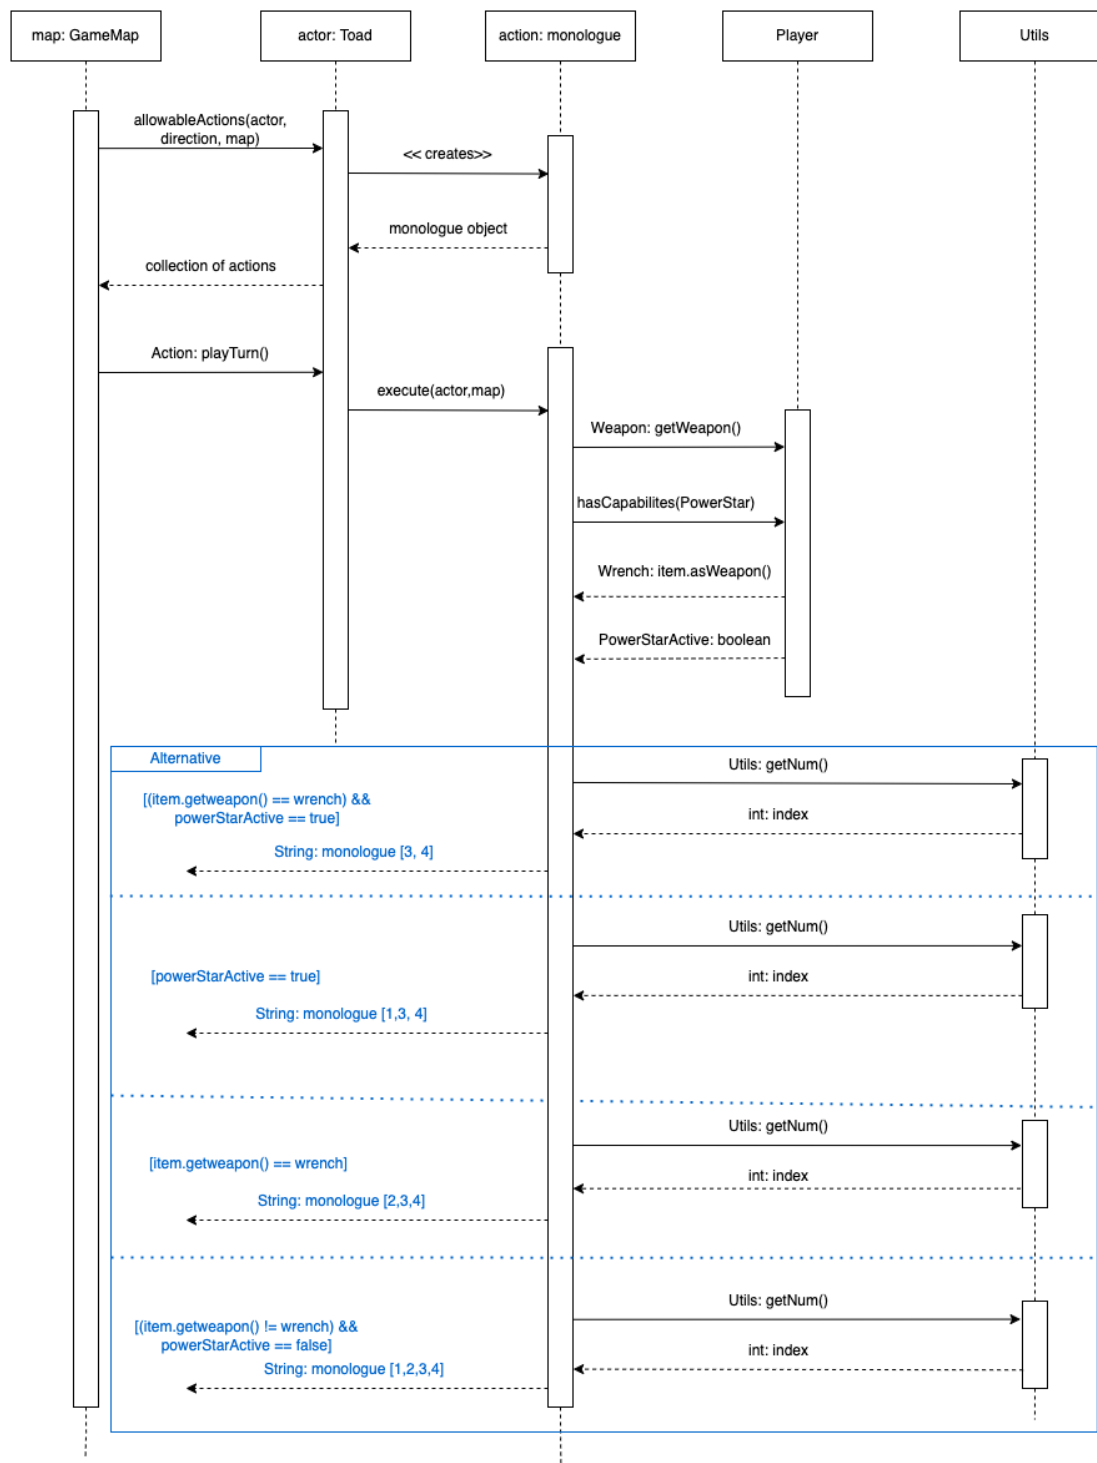 map: GameMap
actor: Toad
action: monologue
Player
Utils
allowableActions(actor,
direction, map)
<< creates>>
monologue object
collection of actions
Action: playTurn()
execute(actor,map)
Weapon: getWeapon()
hasCapabilites(PowerStar)
Wrench: item.asWeapon()
PowerStarActive: boolean
Alternative
Utils: getNum()
[(item.getweapon() == wrench) &&
powerStarActive == true]
int: index
String: monologue [3, 4]
Utils: getNum()
[powerStarActive == true]
int: index
String: monologue [1,3, 4]
Utils: getNum()
[item.getweapon() == wrench]
int: index
String: monologue [2,3,4]
Utils: getNum()
[(item.getweapon() != wrench) &&
powerStarActive == false]
int: index
String: monologue [1,2,3,4]